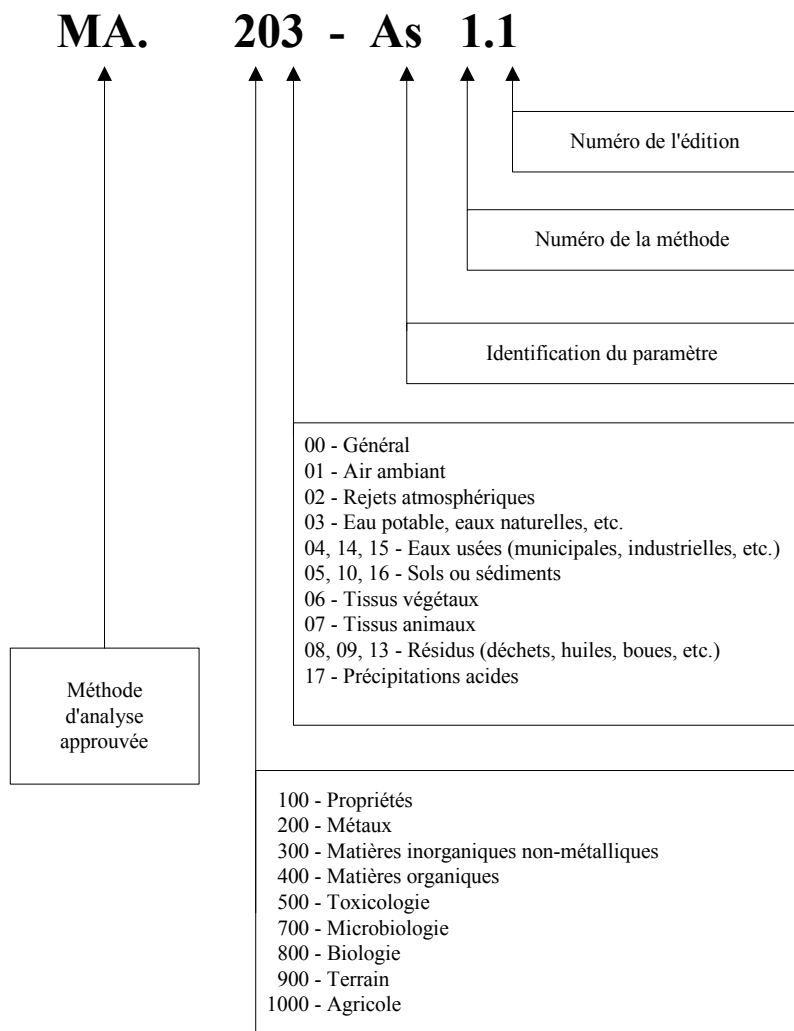 MA. 203 - As 1.1
Numéro de l'édition
Numéro de la méthode
Identification du paramètre
00 - Général
01 - Air ambiant
02 - Rejets atmosphériques
03 - Eau potable, eaux naturelles, etc.
04, 14, 15 - Eaux usées (municipales, industrielles, etc.)
05, 10, 16 - Sols ou sédiments
06 - Tissus végétaux
07 - Tissus animaux
08, 09, 13 - Résidus (déchets, huiles, boues, etc.)
17 - Précipitations acides
Méthode
d'analyse
approuvée
100 - Propriétés
200 - Métaux
300 - Matières inorganiques non-métalliques
400 - Matières organiques
500 - Toxicologie
700 - Microbiologie
800 - Biologie
900 - Terrain
1000 - Agricole